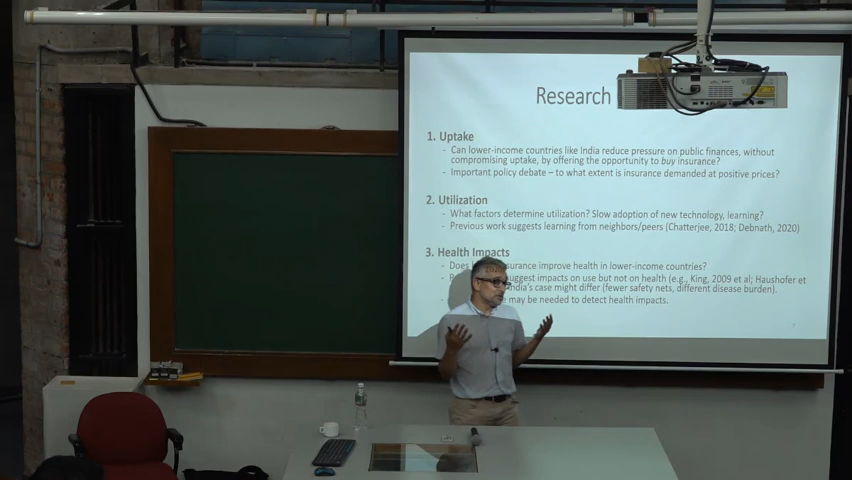 Research
1. Uptake
- Can lower-income countries like India reduce pressure on public finances, without
compromising uptake, by offering the opportunity to buy insurance?
- Important policy debate – to what extent is insurance demanded at positive prices?
2. Utilization
- What factors determine utilization? Slow adoption of new technology, learning?
- Previous work suggests learning from neighbors/peers (Chatterjee, 2018; Debnath, 2020)
3. Health Impacts
- Does insurance improve health in lower-income countries?
- suggest impacts on use but not on health (e.g., King, 2009 et al; Haushofer et
India's case might differ (fewer safety nets, different disease burden).
may be needed to detect health impacts.